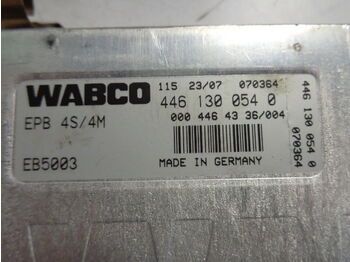 115 23/07 070364
WABCO 446 130 054 0
EPB 4S/4M 000 446 43 36/004
EB5003 MADE IN GERMANY
446 130 054 0
070364